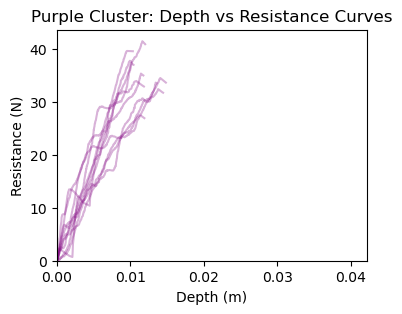 Purple Cluster: Depth vs Resistance Curves
40
30
20
10
0
Resistance (N)
0.00 0.01 0.02 0.03 0.04
Depth (m)